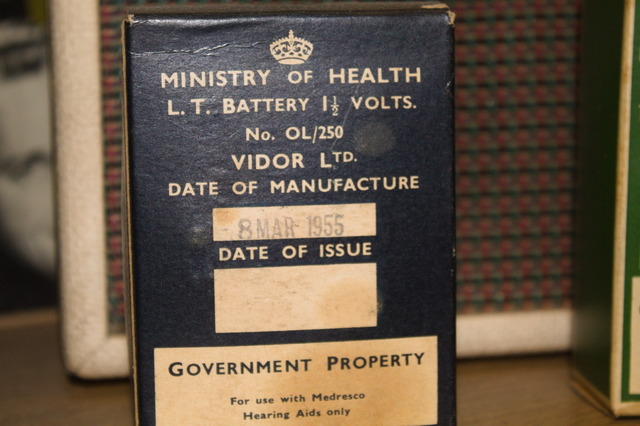 MINISTRY OF HEALTH
L. T. BATTERY 1½ VOLTS.
No. OL/250
VIDOR LTD.
DATE OF MANUFACTURE
8 MAR 1955
DATE OF ISSUE
GOVERNMENT PROPERTY
For use with Medresco
Hearing Aids only